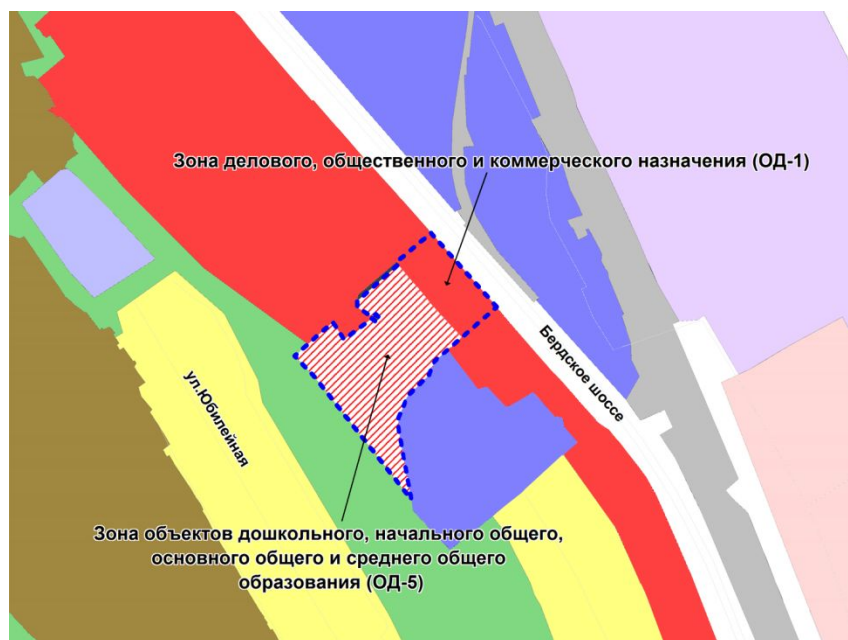 Зона делового, общественного и коммерческого назначения (ОД-1)
Бердское шоссе
ул.Юбилейная
Зона объектов дошкольного, начального общего,
основного общего и среднего общего
образования (ОД-5)